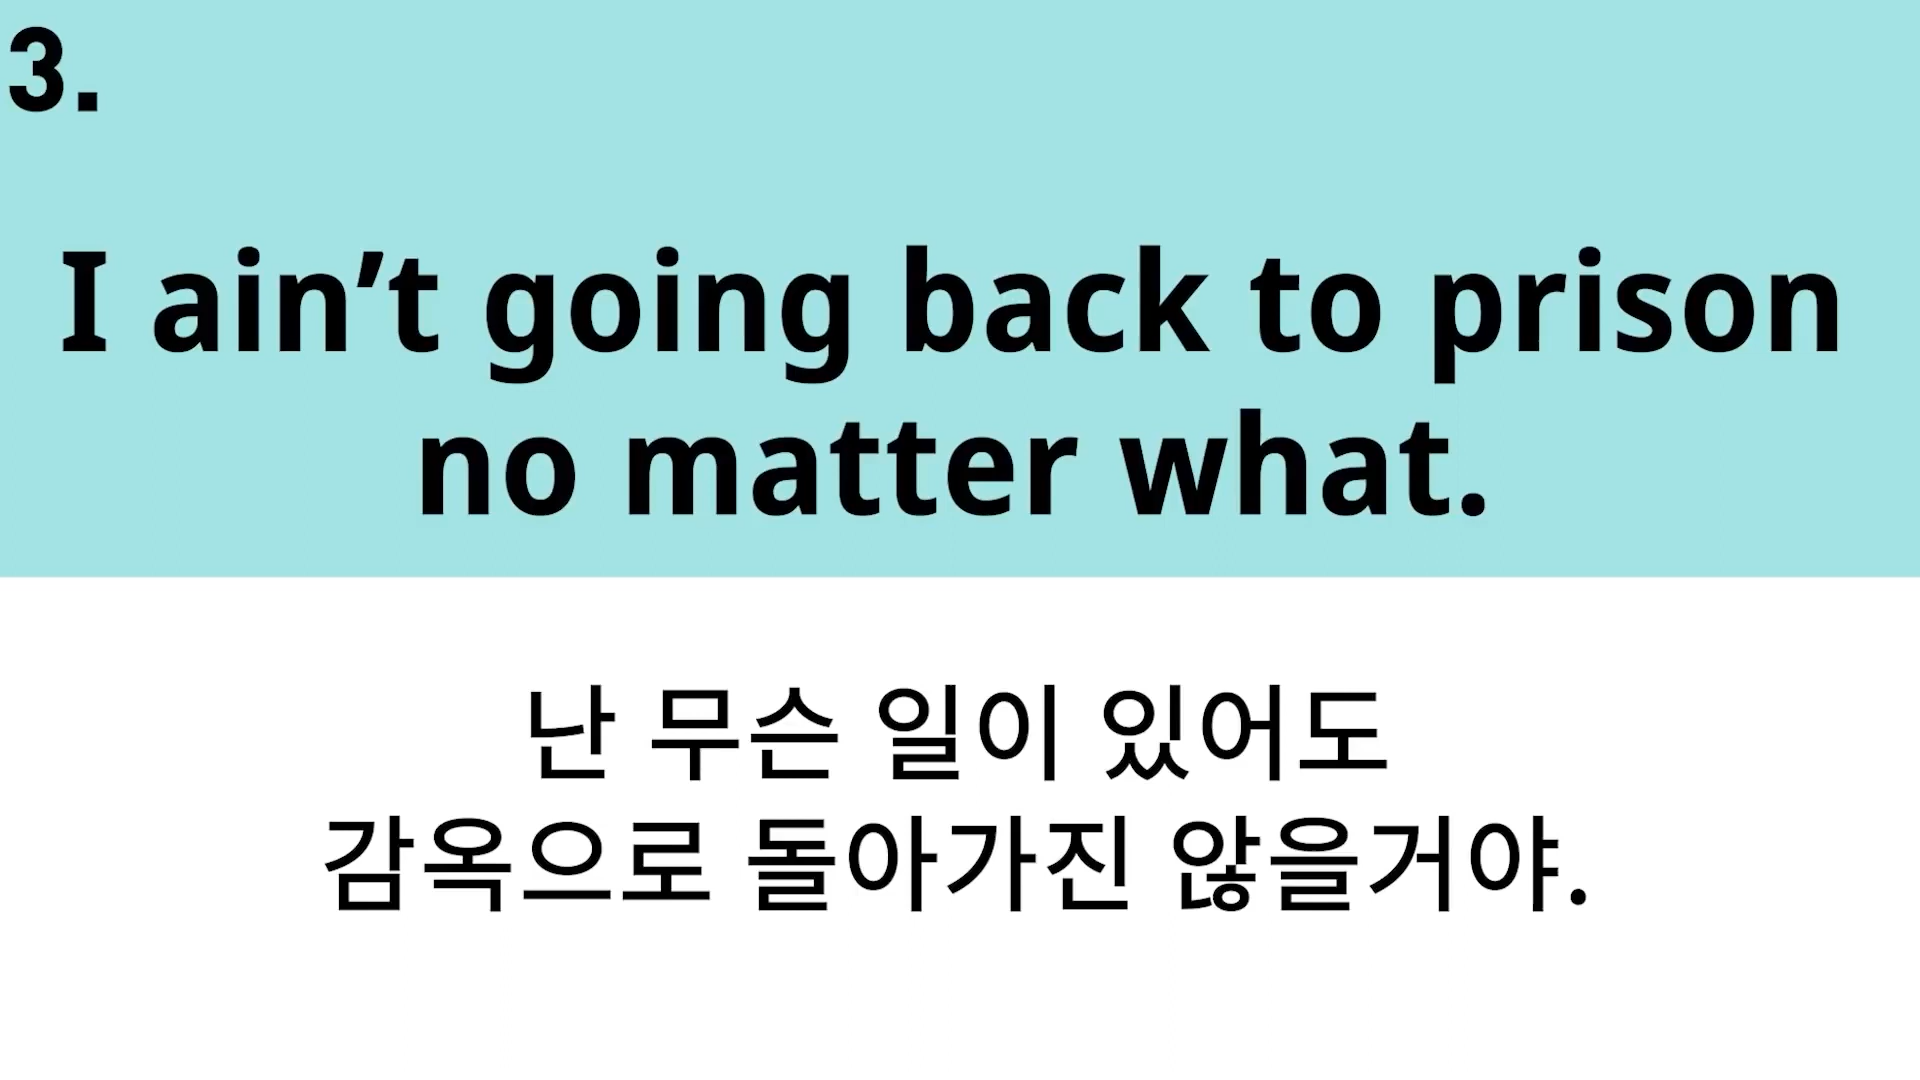 3.
I ain’t going back to prison
no matter what.
난 무슨 일이 있어도
감옥으로 돌아가진 않을거야.